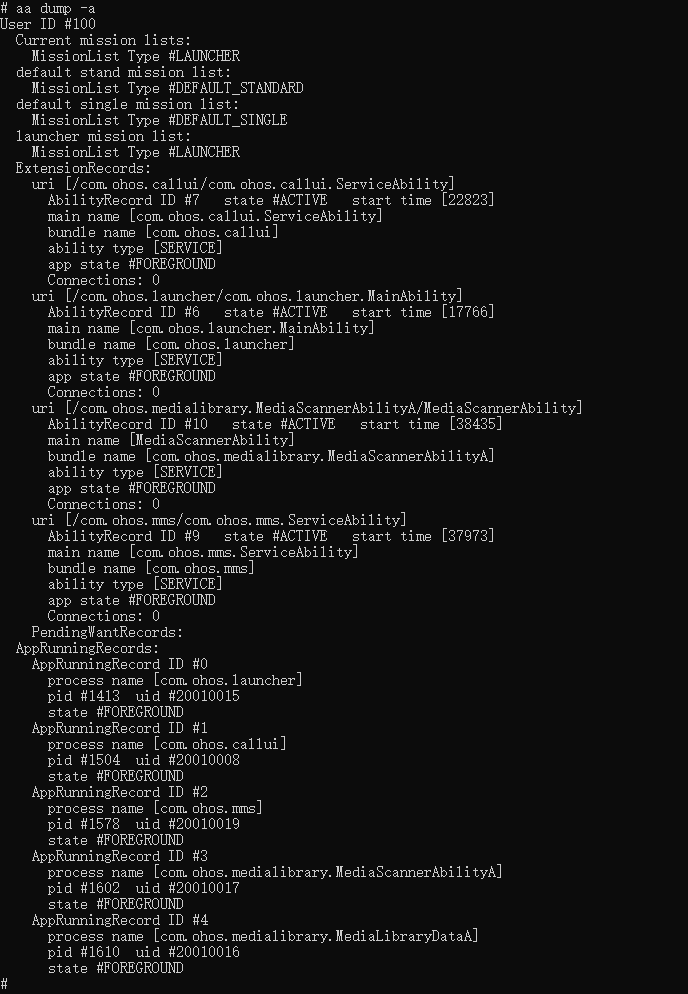 # aa dump -a
User ID #100
Current mission lists:
MissionList Type #LAUNCHER
default stand mission list:
MissionList Type #DEFAULT_STANDARD
default single mission list:
MissionList Type #DEFAULT_SINGLE
launcher mission list:
MissionList Type #LAUNCHER
ExtensionRecords:
uri [/com.ohos.callui/com.ohos.callui.ServiceAbility]
AbilityRecord ID #7   state #ACTIVE   start time [22823]
main name [com.ohos.callui.ServiceAbility]
bundle name [com.ohos.callui]
ability type [SERVICE]
app state #FOREGROUND
Connections: 0
uri [/com.ohos.launcher/com.ohos.launcher.MainAbility]
AbilityRecord ID #6   state #ACTIVE   start time [17766]
main name [com.ohos.launcher.MainAbility]
bundle name [com.ohos.launcher]
ability type [SERVICE]
app state #FOREGROUND
Connections: 0
uri [/com.ohos.medialibrary.MediaScannerAbilityA/MediaScannerAbility]
AbilityRecord ID #10   state #ACTIVE   start time [38435]
main name [MediaScannerAbility]
bundle name [com.ohos.medialibrary.MediaScannerAbilityA]
ability type [SERVICE]
app state #FOREGROUND
Connections: 0
uri [/com.ohos.mms/com.ohos.mms.ServiceAbility]
AbilityRecord ID #9   state #ACTIVE   start time [37973]
main name [com.ohos.mms.ServiceAbility]
bundle name [com.ohos.mms]
ability type [SERVICE]
app state #FOREGROUND
Connections: 0
PendingWantRecords:
AppRunningRecords:
AppRunningRecord ID #0
process name [com.ohos.launcher]
pid #1413  uid #20010015
state #FOREGROUND
AppRunningRecord ID #1
process name [com.ohos.callui]
pid #1504  uid #20010008
state #FOREGROUND
AppRunningRecord ID #2
process name [com.ohos.mms]
pid #1578  uid #20010019
state #FOREGROUND
AppRunningRecord ID #3
process name [com.ohos.medialibrary.MediaScannerAbilityA]
pid #1602  uid #20010017
state #FOREGROUND
AppRunningRecord ID #4
process name [com.ohos.medialibrary.MediaLibraryDataA]
pid #1610  uid #20010016
state #FOREGROUND
#